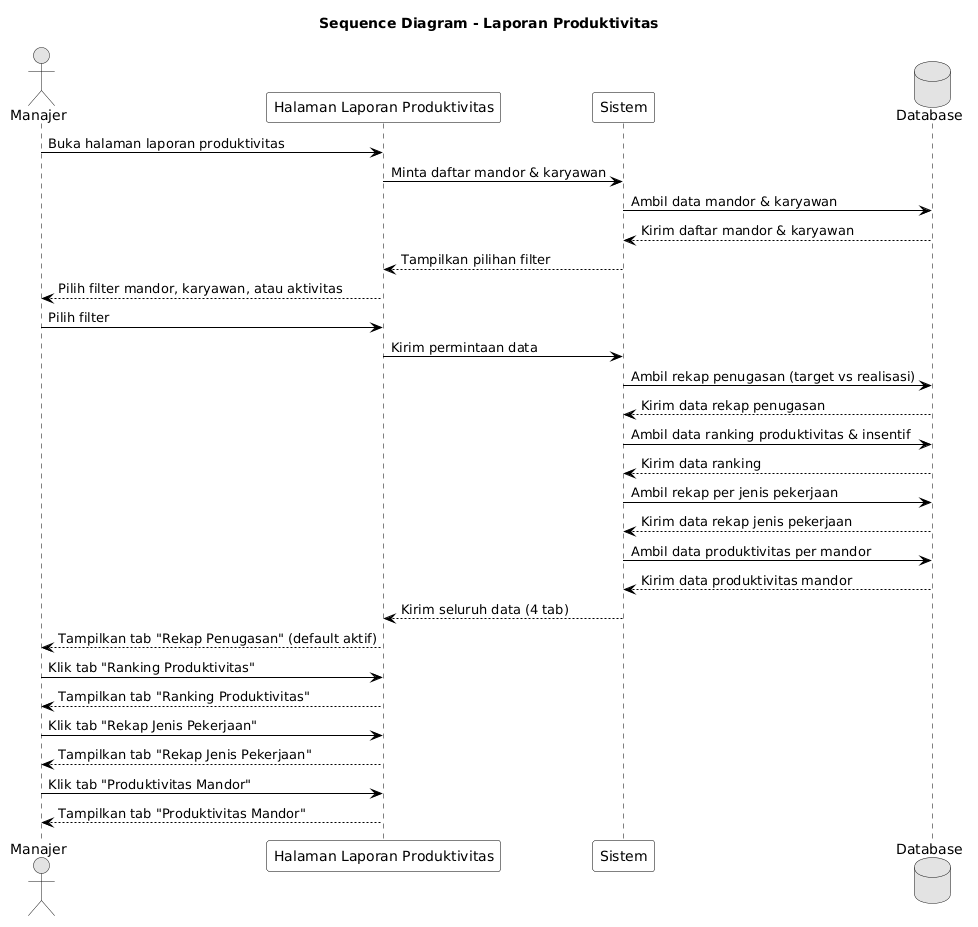 Sequence Diagram - Laporan Produktivitas
Manajer
Halaman Laporan Produktivitas
Sistem
Database
Buka halaman laporan produktivitas
Minta daftar mandor & karyawan
Ambil data mandor & karyawan
Kirim daftar mandor & karyawan
Tampilkan pilihan filter
Pilih filter mandor, karyawan, atau aktivitas
Pilih filter
Kirim permintaan data
Ambil rekap penugasan (target vs realisasi)
Kirim data rekap penugasan
Ambil data ranking produktivitas & insentif
Kirim data ranking
Ambil rekap per jenis pekerjaan
Kirim data rekap jenis pekerjaan
Ambil data produktivitas per mandor
Kirim data produktivitas mandor
Kirim seluruh data (4 tab)
Tampilkan tab "Rekap Penugasan" (default aktif)
Klik tab "Ranking Produktivitas"
Tampilkan tab "Ranking Produktivitas"
Klik tab "Rekap Jenis Pekerjaan"
Tampilkan tab "Rekap Jenis Pekerjaan"
Klik tab "Produktivitas Mandor"
Tampilkan tab "Produktivitas Mandor"
Manajer
Halaman Laporan Produktivitas
Sistem
Database